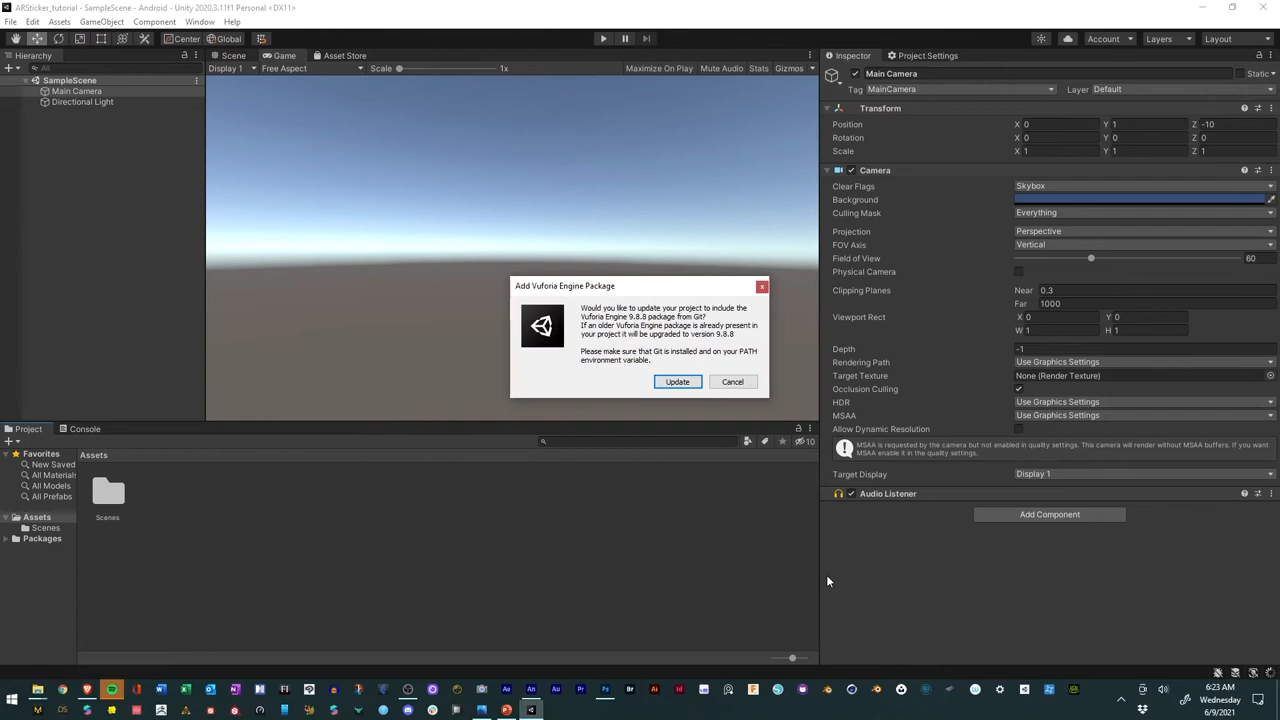 ARSticker_tutorial - SampleScene - Android - Unity 2020.3.11f1 Personal <DX11>
File Edit Assets GameObject Component Window Help
Center Global Account Layers Layout
Hierarchy Scene Game Asset Store Inspector Project Settings
All Display 1 Free Aspect Scale 1x Maximize On Play Mute Audio Stats Gizmos
Main Camera Static
SampleScene
Tag MainCamera Layer Default
Main Camera
Directional Light
Transform
Position X 0 Y 1 Z -10
Rotation X 0 Y 0 Z 0
Scale X 1 Y 1 Z 1
Camera
Clear Flags Skybox
Background
Culling Mask Everything
Projection Perspective
FOV Axis Vertical
Field of View 60
Physical Camera
Clipping Planes Near 0.3
Far 1000
Viewport Rect X 0 Y 0
W 1 H 1
Depth -1
Rendering Path Use Graphics Settings
Target Texture None (Render Texture)
Occlusion Culling
HDR Use Graphics Settings
MSAA Use Graphics Settings
Allow Dynamic Resolution
MSAA is requested by the camera but not enabled in quality settings. This camera will render without MSAA buffers. If you want
MSAA enable it in the quality settings.
Target Display Display 1
Audio Listener
Add Component
Add Vuforia Engine Package
x
Would you like to update your project to include the
Vuforia Engine 9.8.8 package from Git?
If an older Vuforia Engine package is already present in
your project it will be upgraded to version 9.8.8
Please make sure that Git is installed and on your PATH
environment variable.
Update Cancel
Project Console
10
Favorites
New Saved
All Materials
All Models
All Prefabs
Assets
Scenes
Packages
Assets
Scenes
6:23 AM
Wednesday
6/9/2021